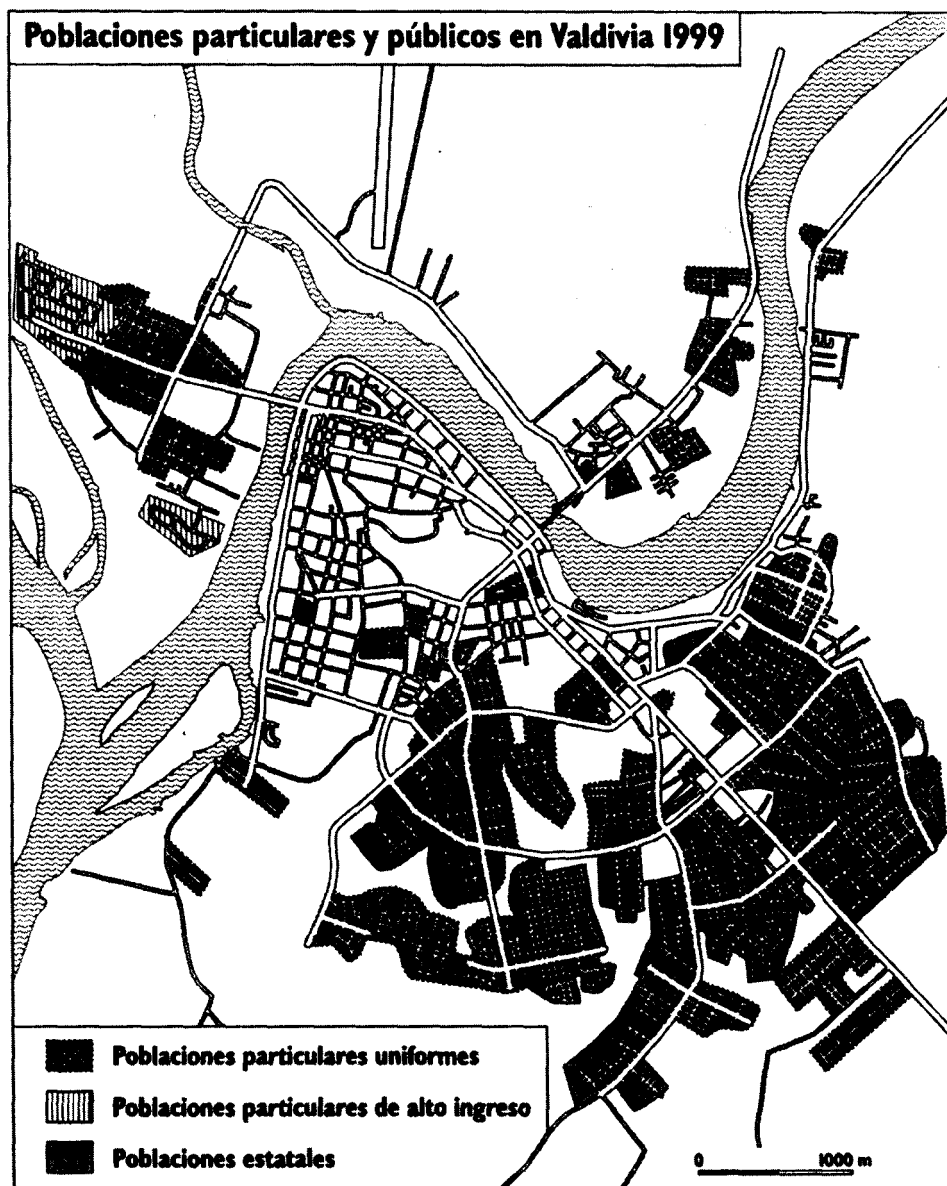 Poblaciones particulares y públicos en Valdivia 1999
Poblaciones particulares uniformes
Poblaciones particulares de alto ingreso
Poblaciones estatales
0 1000 m